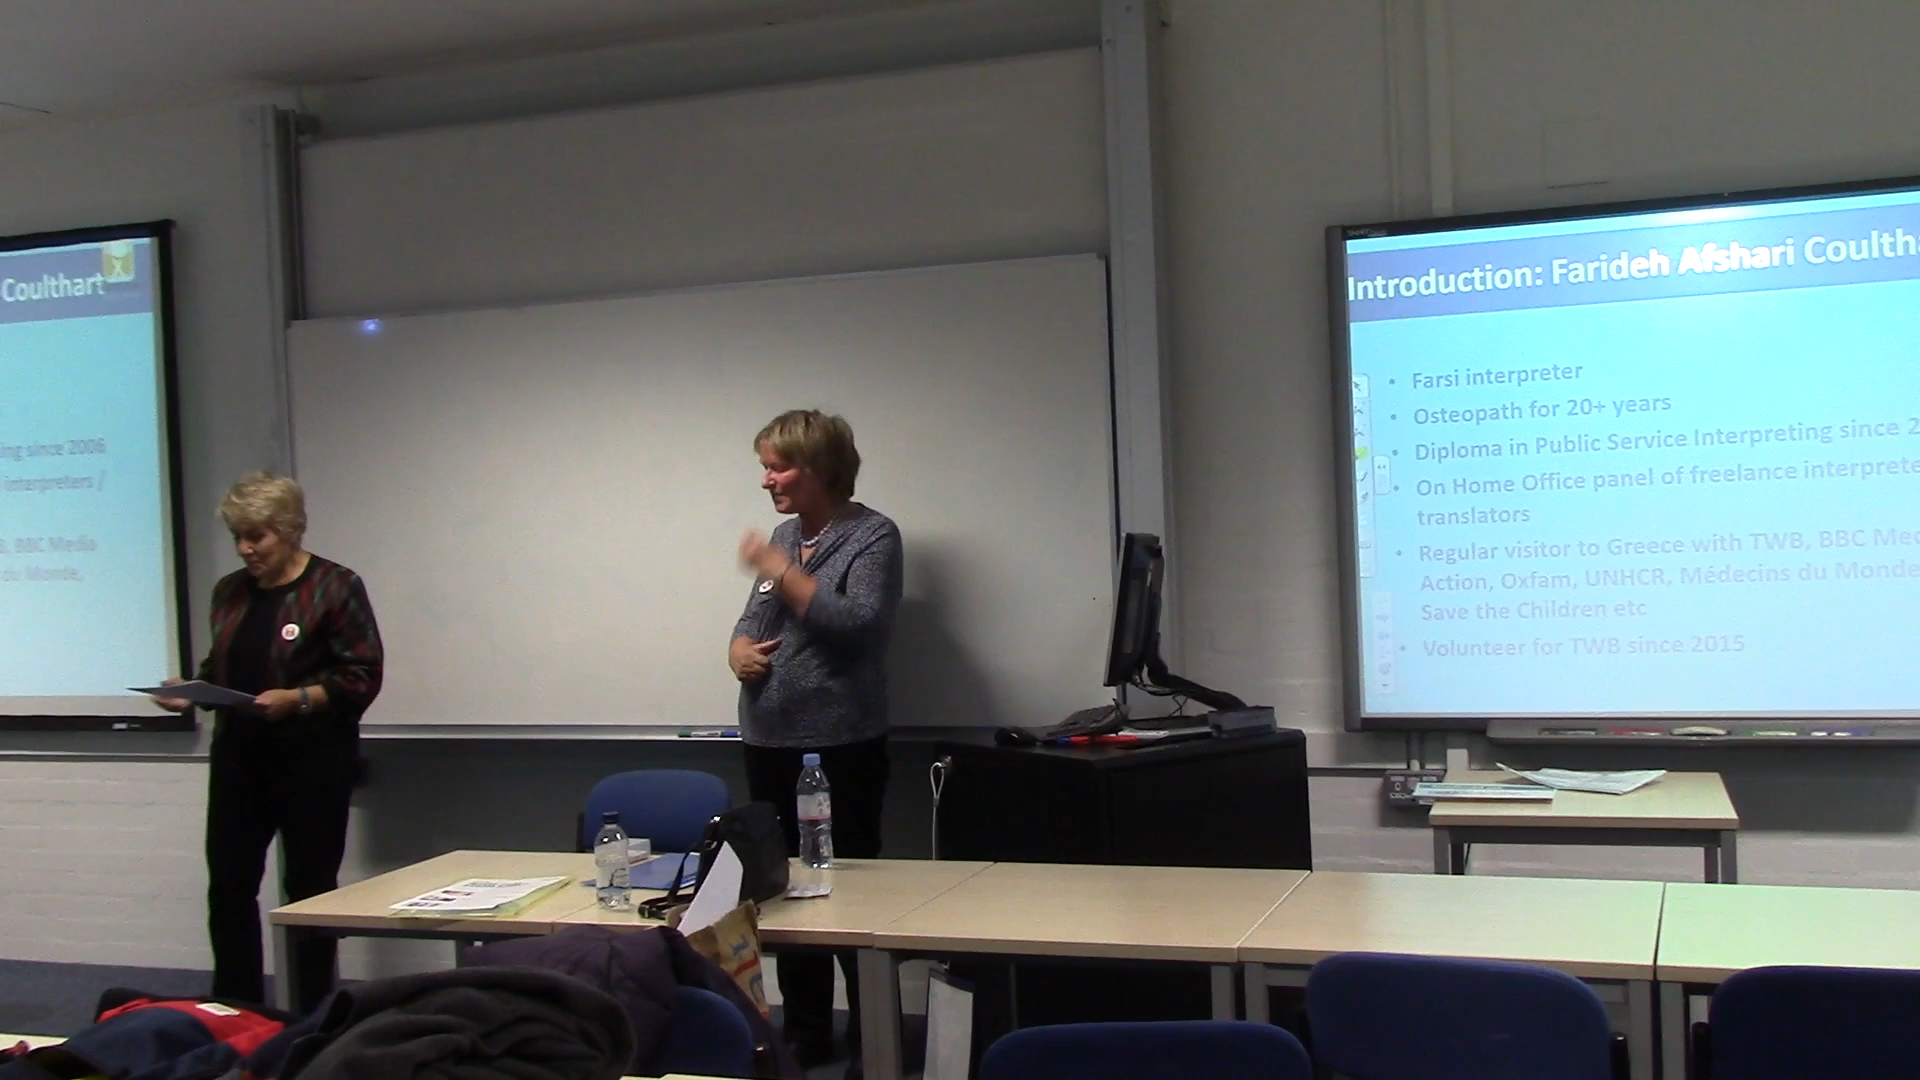 Coulthart
ing since 2006
interpreters /
B, BBC Media
du Monde,
Introduction: Farideh Afshari Coulth
• Farsi interpreter
• Osteopath for 20+ years
• Diploma in Public Service Interpreting since 2
• On Home Office panel of freelance interprete
translators
• Regular visitor to Greece with TWB, BBC Med
Action, Oxfam, UNHCR, Médecins du Monde
Save the Children etc
• Volunteer for TWB since 2015